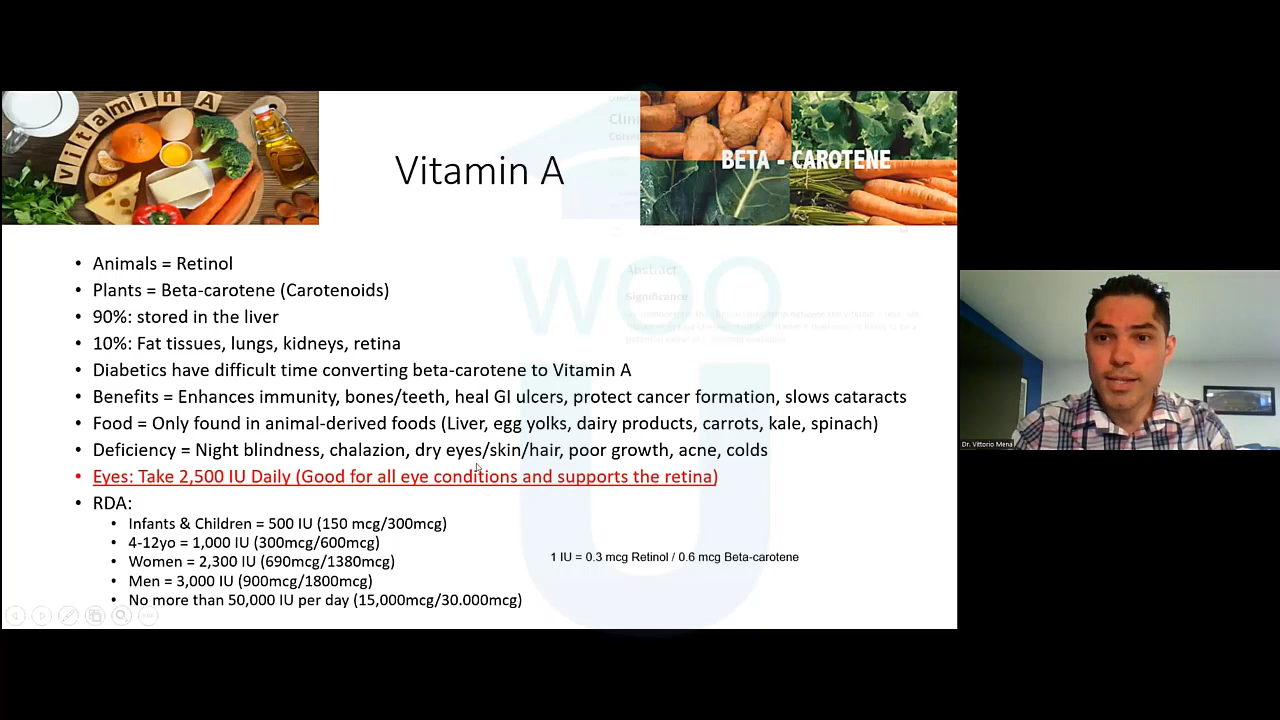 vitamin A
Vitamin A
BETA - CAROTENE
• Animals = Retinol
• Plants = Beta-carotene (Carotenoids)
• 90%: stored in the liver
• 10%: Fat tissues, lungs, kidneys, retina
• Diabetics have difficult time converting beta-carotene to Vitamin A
• Benefits = Enhances immunity, bones/teeth, heal GI ulcers, protect cancer formation, slows cataracts
• Food = Only found in animal-derived foods (Liver, egg yolks, dairy products, carrots, kale, spinach)
• Deficiency = Night blindness, chalazion, dry eyes/skin/hair, poor growth, acne, colds
• Eyes: Take 2,500 IU Daily (Good for all eye conditions and supports the retina)
• RDA:
• Infants & Children = 500 IU (150 mcg/300mcg)
• 4-12yo = 1,000 IU (300mcg/600mcg)
• Women = 2,300 IU (690mcg/1380mcg)
• Men = 3,000 IU (900mcg/1800mcg)
• No more than 50,000 IU per day (15,000mcg/30.000mcg)
1 IU = 0.3 mcg Retinol / 0.6 mcg Beta-carotene
WOO
U
Abstract
Significance
Dr. Vittorio Mena